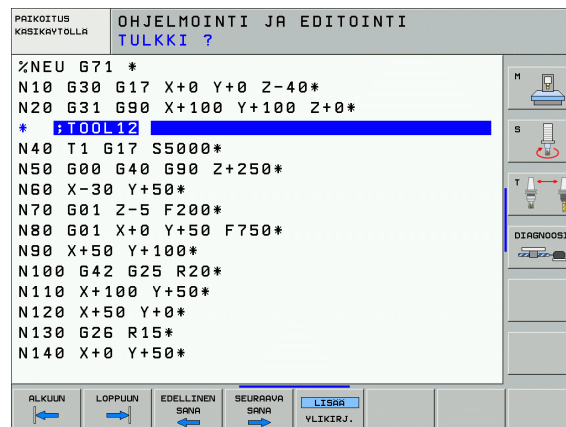 PAIKOITUS
KASIKAYTOLLA
OHJELMOINTI JA EDITOINTI
TULKKI ?
%NEU G71 *
N10 G30 G17 X+0 Y+0 Z-40*
N20 G31 G90 X+100 Y+100 Z+0*
* ;TOOL12
N40 T1 G17 S5000*
N50 G00 G40 G90 Z+250*
N60 X-30 Y+50*
N70 G01 Z-5 F200*
N80 G01 X+0 Y+50 F750*
N90 X+50 Y+100*
N100 G42 G25 R20*
N110 X+100 Y+50*
N120 X+50 Y+0*
N130 G26 R15*
N140 X+0 Y+50*
M
S
T
DIAGNOOSI
ALKUUN
LOPPUUN
EDELLINEN
SANA
SEURAAVA
SANA
LISÄÄ
YLIKIRJ.